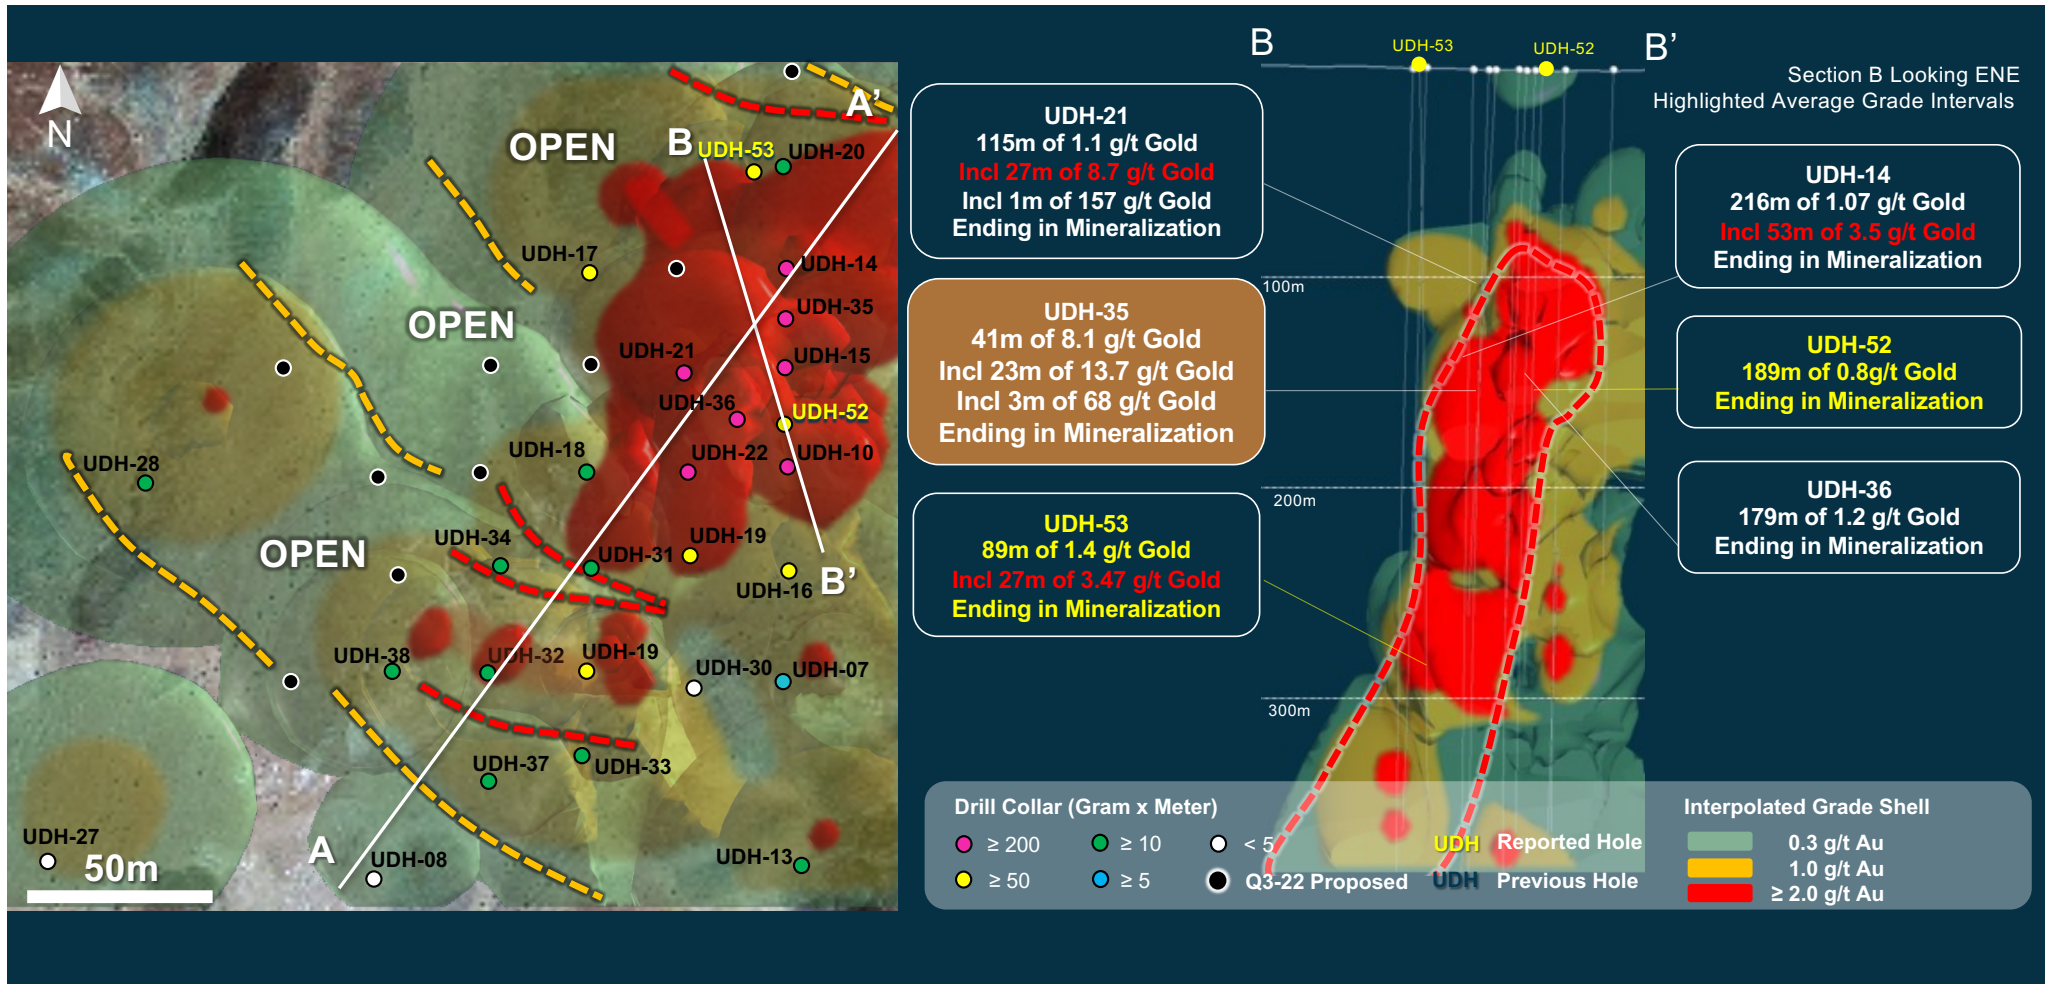 N
OPEN
OPEN
OPEN
A'
B
UDH-53
UDH-20
UDH-17
UDH-14
UDH-35
UDH-21
UDH-15
UDH-36
UDH-52
UDH-18
UDH-22
UDH-10
UDH-28
UDH-34
UDH-31
UDH-19
UDH-16
B'
UDH-38
UDH-32
UDH-19
UDH-30
UDH-07
UDH-37
UDH-33
UDH-27
50m
A
UDH-08
UDH-13
UDH-21
115m of 1.1 g/t Gold
Incl 27m of 8.7 g/t Gold
Incl 1m of 157 g/t Gold
Ending in Mineralization
UDH-35
41m of 8.1 g/t Gold
Incl 23m of 13.7 g/t Gold
Incl 3m of 68 g/t Gold
Ending in Mineralization
UDH-53
89m of 1.4 g/t Gold
Incl 27m of 3.47 g/t Gold
Ending in Mineralization
B
UDH-53
UDH-52
B'
Section B Looking ENE
Highlighted Average Grade Intervals
100m
200m
300m
UDH-14
216m of 1.07 g/t Gold
Incl 53m of 3.5 g/t Gold
Ending in Mineralization
UDH-52
189m of 0.8g/t Gold
Ending in Mineralization
UDH-36
179m of 1.2 g/t Gold
Ending in Mineralization
Drill Collar (Gram x Meter)
≥ 200
≥ 10
< 5
UDH Reported Hole
≥ 50
≥ 5
Q3-22 Proposed
UDH Previous Hole
Interpolated Grade Shell
0.3 g/t Au
1.0 g/t Au
≥ 2.0 g/t Au